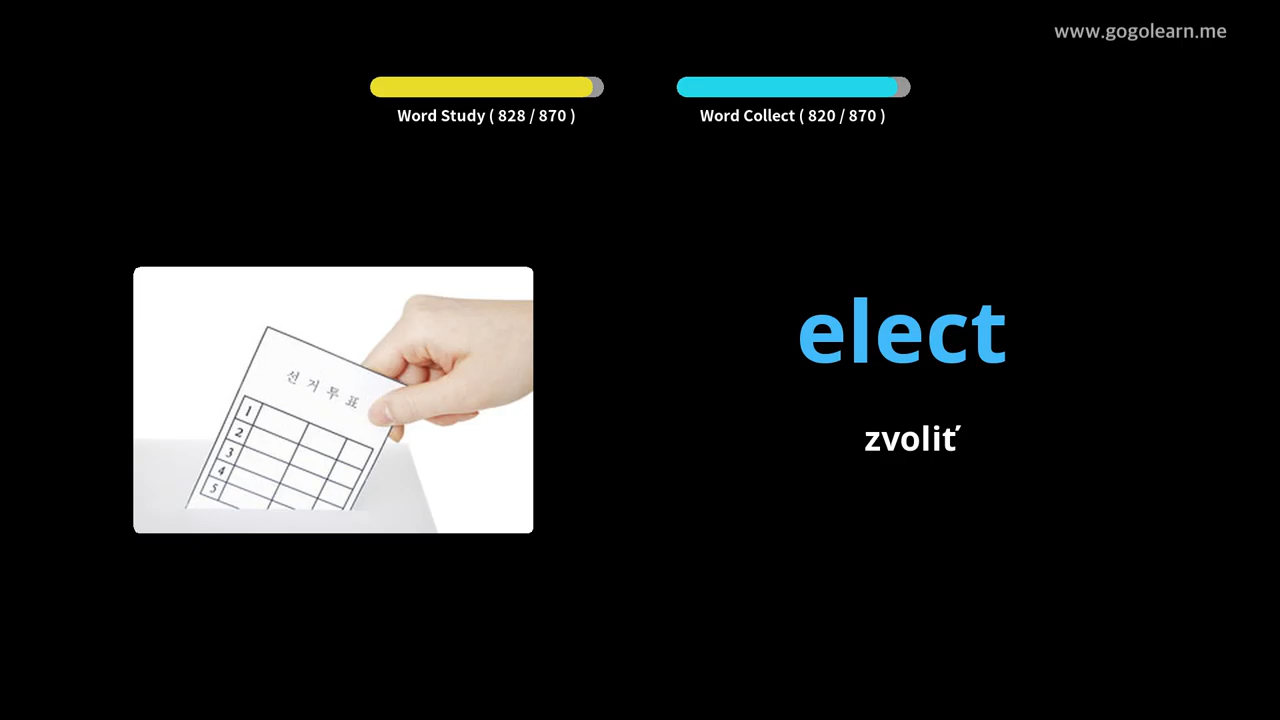 www.gogolearn.me
Word Study ( 828 / 870 )
Word Collect ( 820 / 870 )
선거투표
1
2
3
4
5
elect
zvoliť